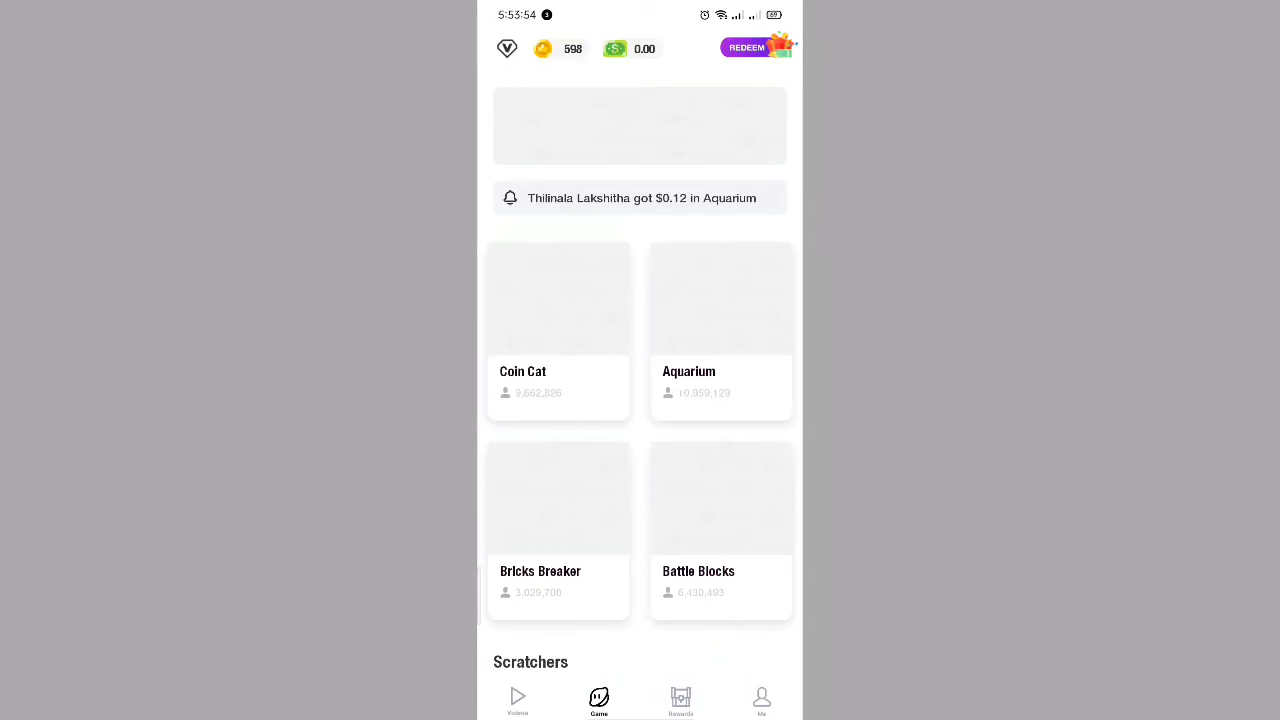 5:53:54 3 69
598 0.00 REDEEM
Thilinala Lakshitha got $0.12 in Aquarium
Coin Cat Aquarium
9,662,826 10,959,129
Bricks Breaker Battle Blocks
3,029,700 6,430,493
Scratchers
Videos Game Rewards Me